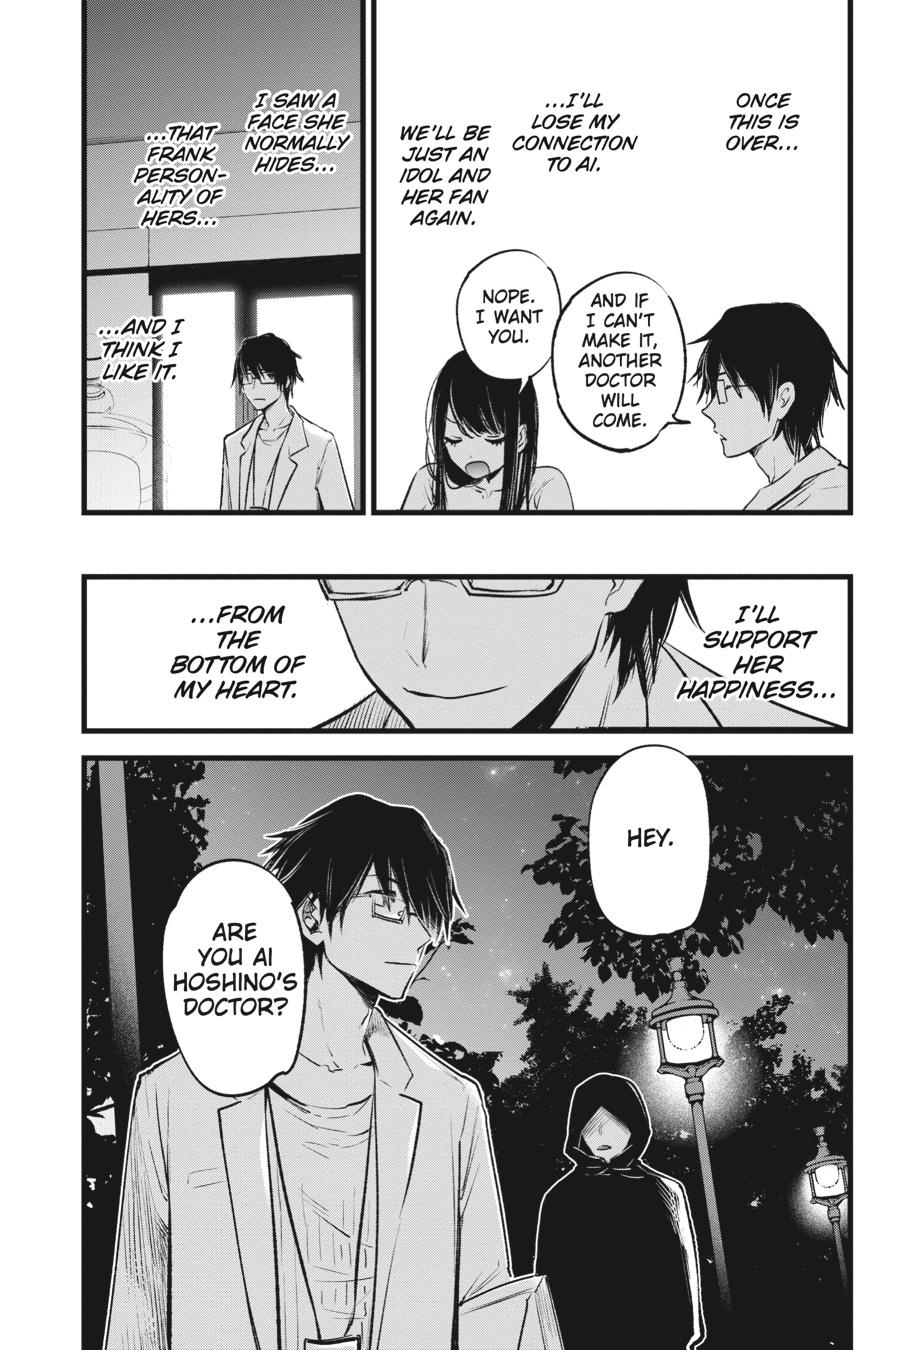 ONCE
THIS IS
OVER...
...I'LL
LOSE MY
CONNECTION
TO AI.
WE'LL BE
JUST AN
IDOL AND
HER FAN
AGAIN.
AND IF
I CAN'T
MAKE IT,
ANOTHER
DOCTOR
WILL
COME.
NOPE.
I WANT
YOU.
I SAW A
FACE SHE
NORMALLY
HIDES...
...THAT
FRANK
PERSON-
ALITY OF
HERS...
...AND I
THINK I
LIKE IT.
I'LL
SUPPORT
HER
HAPPINESS...
...FROM
THE
BOTTOM OF
MY HEART.
HEY.
ARE
YOU AI
HOSHINO'S
DOCTOR?